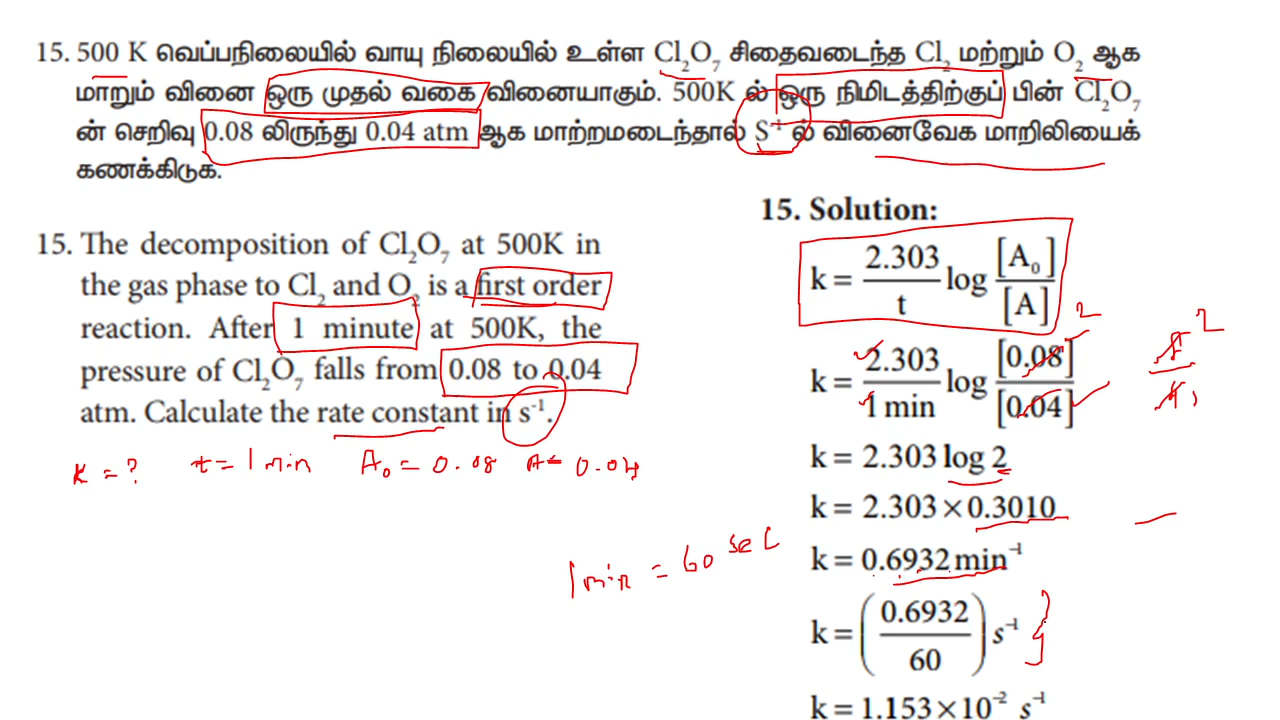 15. 500 K வெப்பநிலையில் வாயு நிலையில் உள்ள Cl₂O₇ சிதைவடைந்த Cl₂ மற்றும் O₂ ஆக
மாறும் வினை ஒரு முதல் வகை வினையாகும். 500K ல் ஒரு நிமிடத்திற்குப் பின் Cl₂O₇
ன் செறிவு 0.08 லிருந்து 0.04 atm ஆக மாற்றமடைந்தால் S⁻¹ ல் வினைவேக மாறிலியைக்
கணக்கிடுக.
15. The decomposition of Cl₂O₇ at 500K in
the gas phase to Cl₂ and O₂ is a first order
reaction. After 1 minute at 500K, the
pressure of Cl₂O₇ falls from 0.08 to 0.04
atm. Calculate the rate constant in s⁻¹.
K = ? t = 1 min A₀ = 0.08 A = 0.04
1 min = 60 sec
15. Solution:
k = 2.303/t log [A₀]/[A]
k = 2.303/1 min log [0.08]/[0.04]
2
2
1
k = 2.303 log 2
k = 2.303 × 0.3010
k = 0.6932 min⁻¹
k = (0.6932/60) s⁻¹
k = 1.153 × 10⁻² s⁻¹